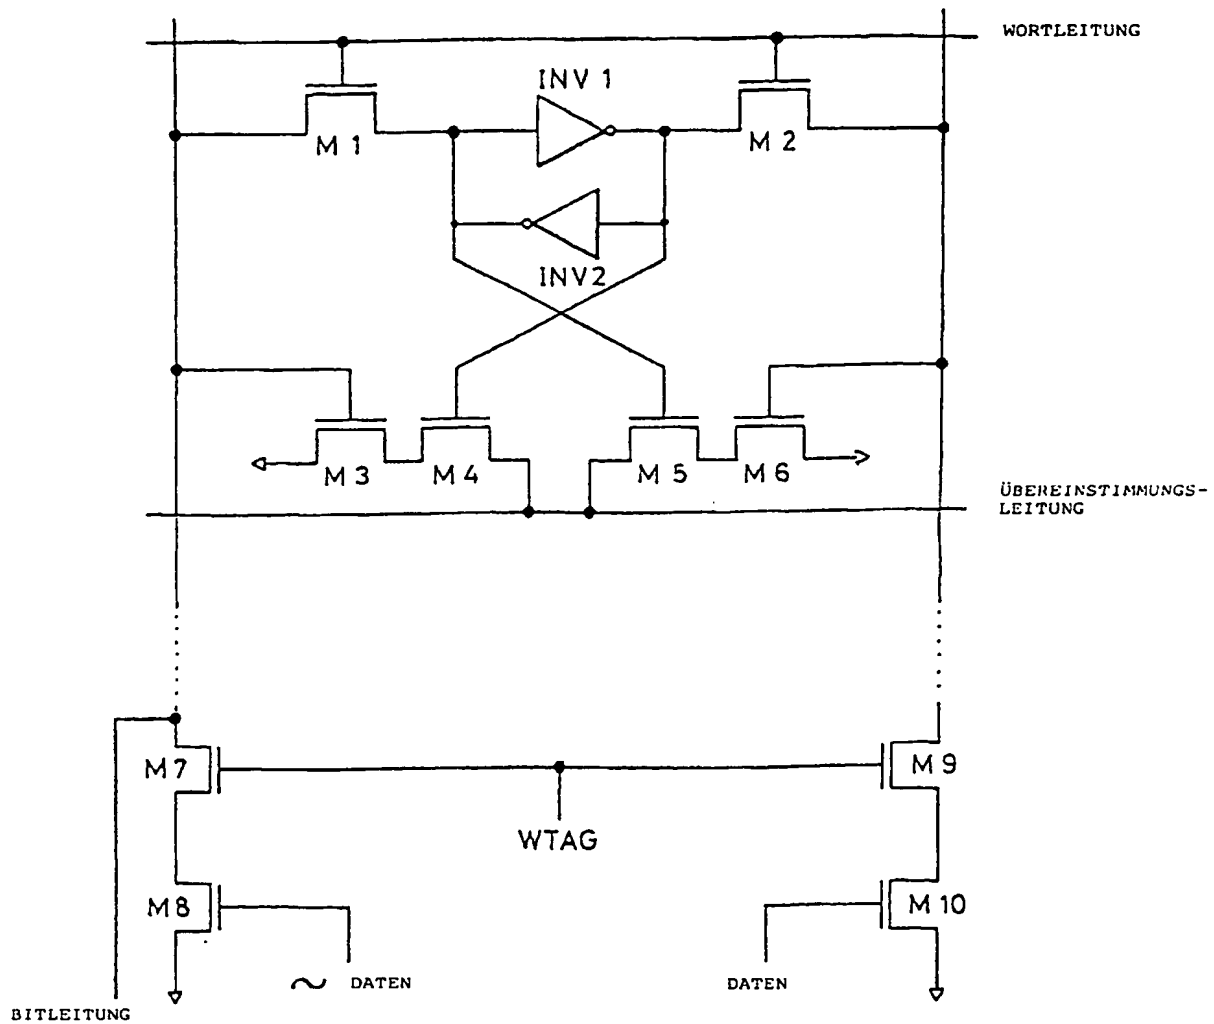 WORTLEITUNG
INV 1
M 1
M 2
INV2
M 3
M 4
M 5
M 6
ÜBEREINSTIMMUNGS-
LEITUNG
M 7
M 9
WTAG
M8
M 10
~ DATEN
DATEN
BITLEITUNG